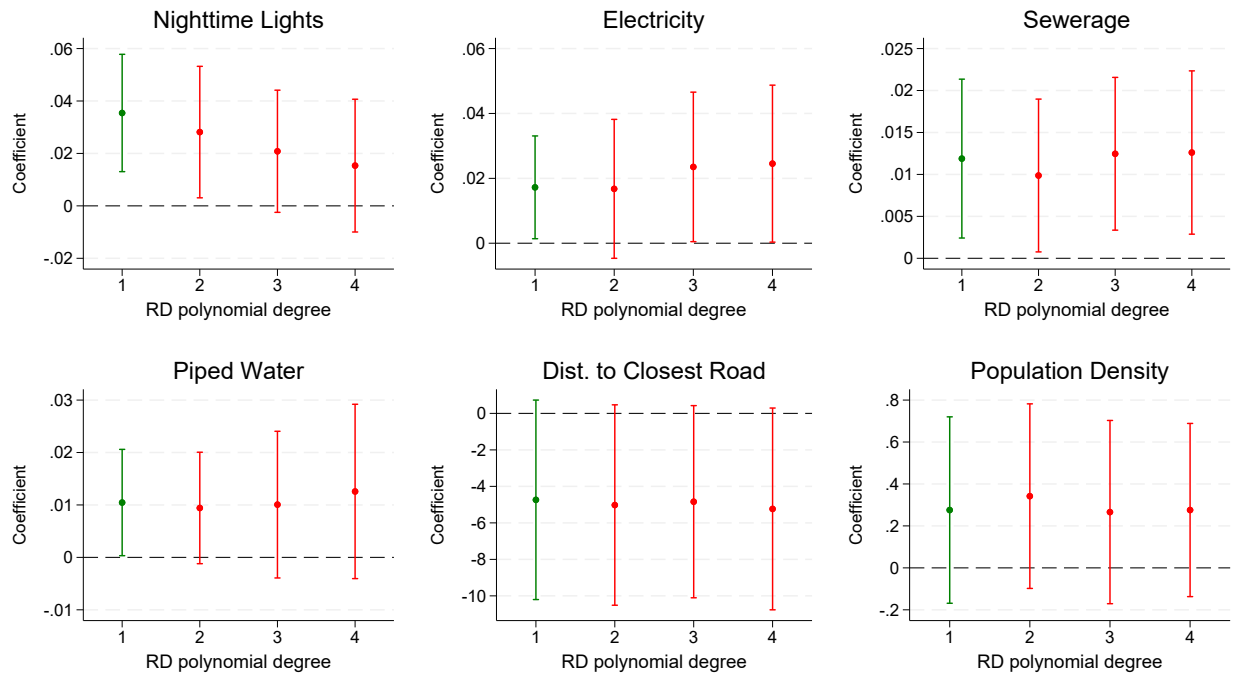 Nighttime Lights
.06
.04
.02
0
-.02
Coefficient
1 2 3 4
RD polynomial degree
Electricity
.06
.04
.02
0
Coefficient
1 2 3 4
RD polynomial degree
Sewerage
.025
.02
.015
.01
.005
0
Coefficient
1 2 3 4
RD polynomial degree
Piped Water
.03
.02
.01
0
-.01
Coefficient
1 2 3 4
RD polynomial degree
Dist. to Closest Road
0
-2
-4
-6
-8
-10
Coefficient
1 2 3 4
RD polynomial degree
Population Density
.8
.6
.4
.2
0
-.2
Coefficient
1 2 3 4
RD polynomial degree